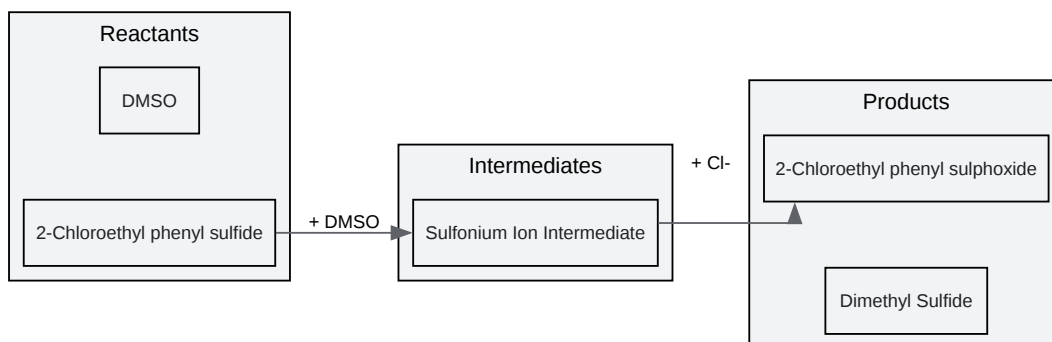 Reactants
DMSO
2-Chloroethyl phenyl sulfide
+ DMSO
Intermediates
Sulfonium Ion Intermediate
+ Cl-
Products
2-Chloroethyl phenyl sulphoxide
Dimethyl Sulfide